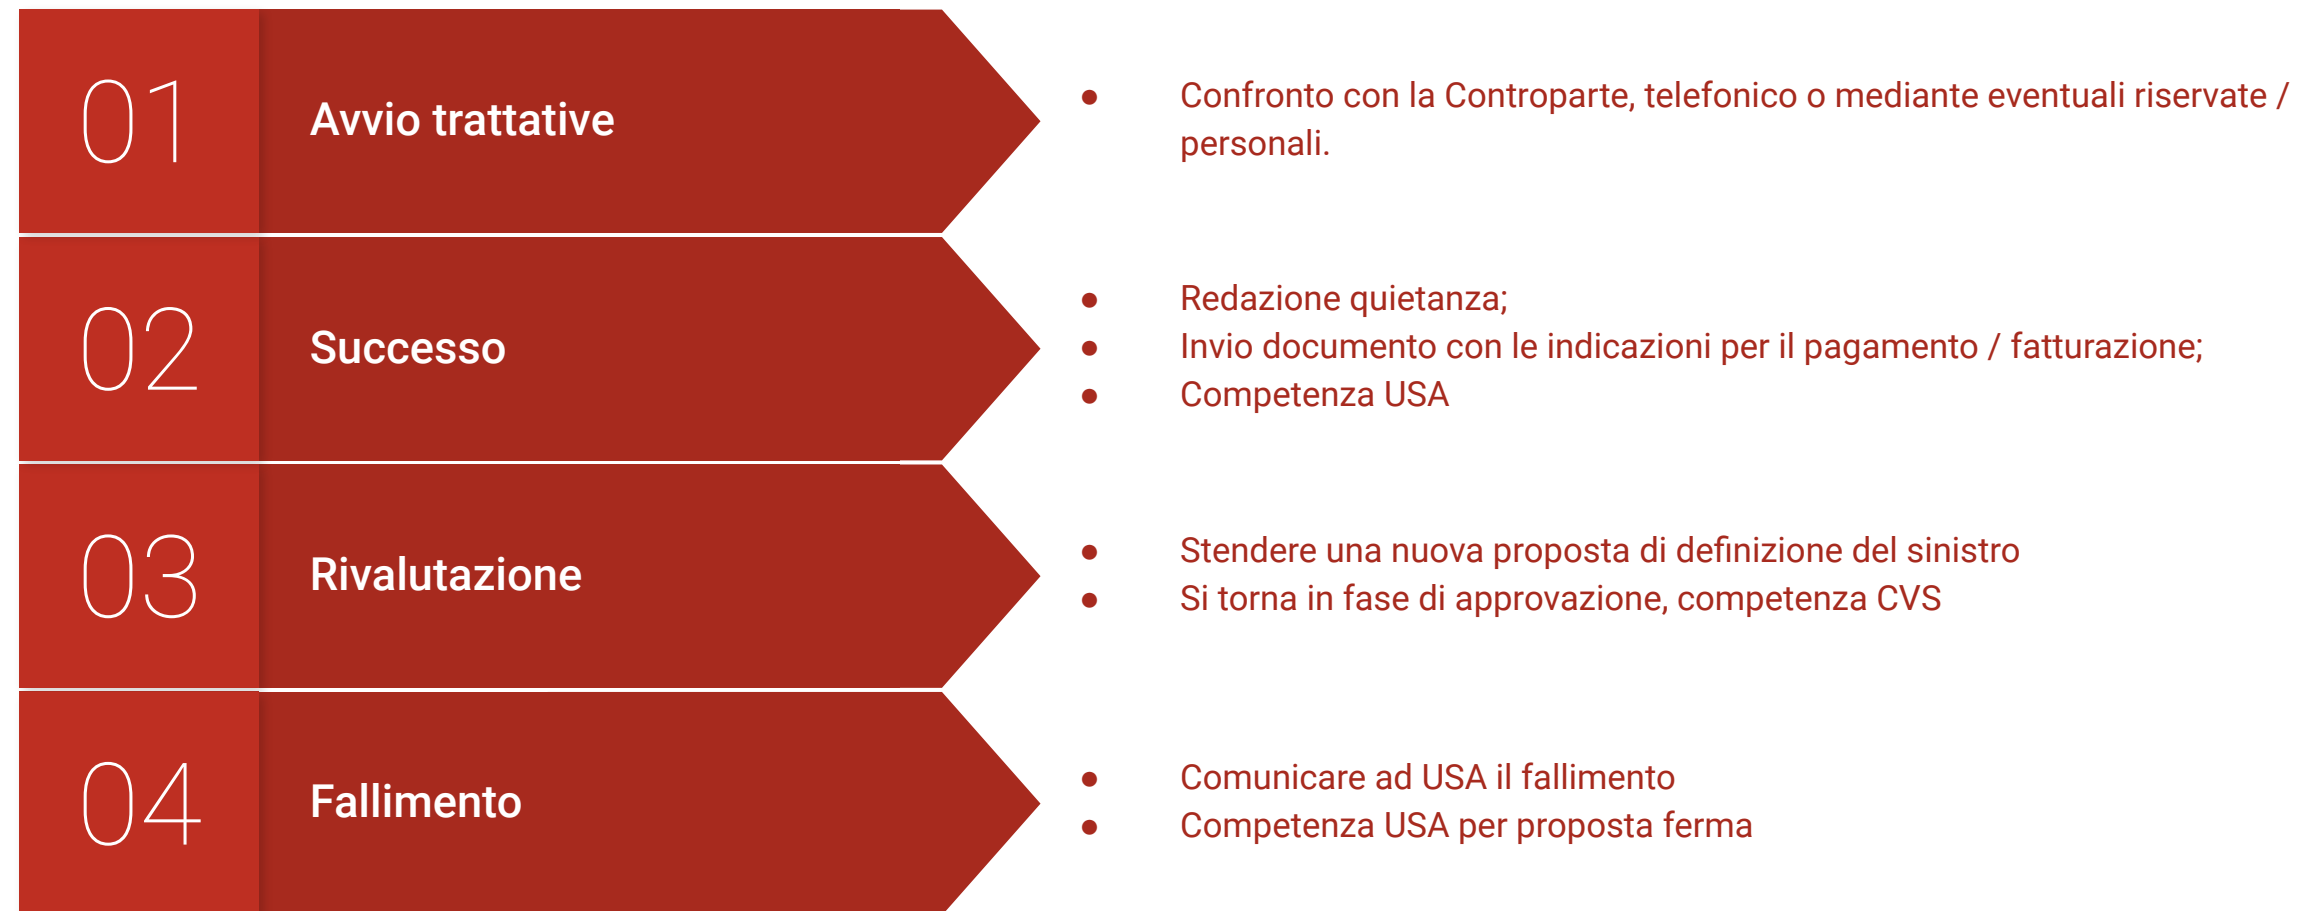 01
Avvio trattative
● Confronto con la Controparte, telefonico o mediante eventuali riservate /
personali.
02
Successo
● Redazione quietanza;
● Invio documento con le indicazioni per il pagamento / fatturazione;
● Competenza USA
03
Rivalutazione
● Stendere una nuova proposta di definizione del sinistro
● Si torna in fase di approvazione, competenza CVS
04
Fallimento
● Comunicare ad USA il fallimento
● Competenza USA per proposta ferma